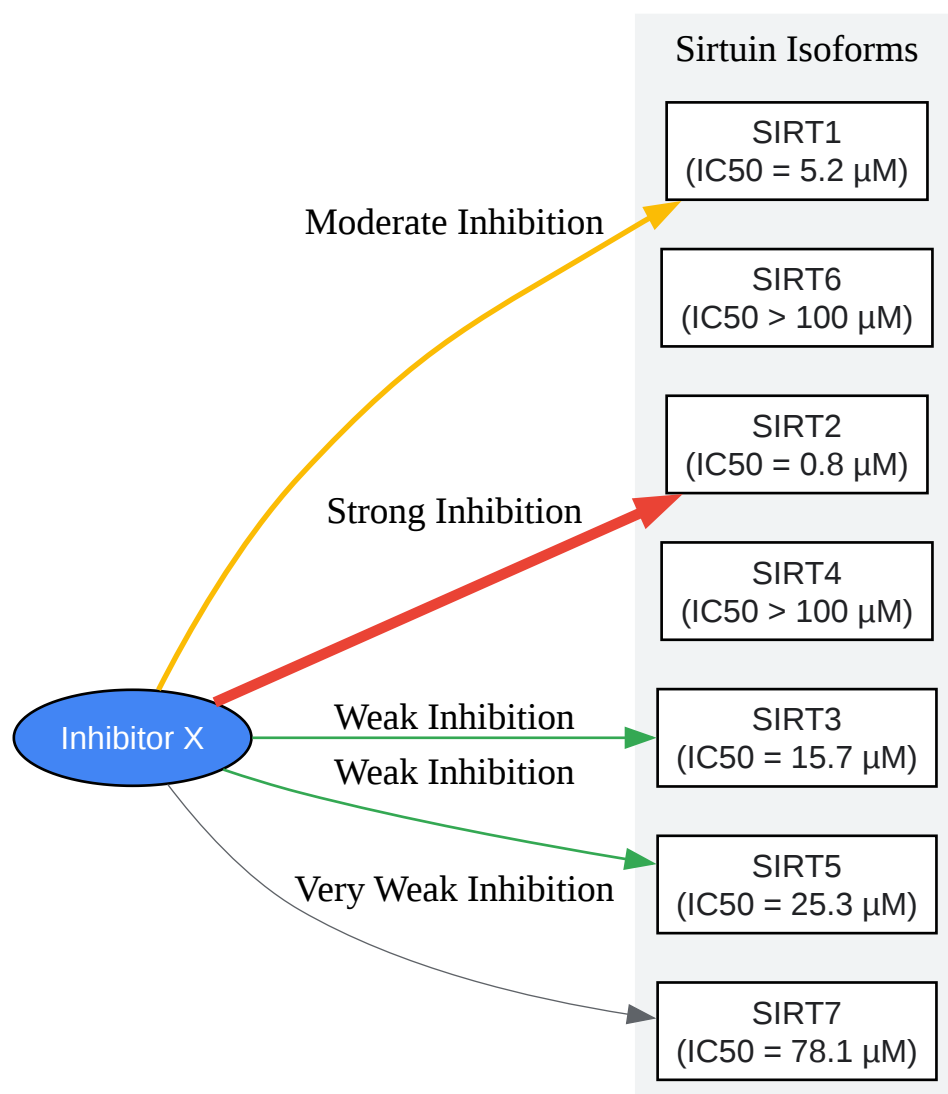 Sirtuin Isoforms
SIRT1
(IC50 = 5.2 µM)
Moderate Inhibition
SIRT6
(IC50 > 100 µM)
SIRT2
(IC50 = 0.8 µM)
Strong Inhibition
SIRT4
(IC50 > 100 µM)
Inhibitor X
Weak Inhibition
SIRT3
(IC50 = 15.7 µM)
Weak Inhibition
SIRT5
(IC50 = 25.3 µM)
Very Weak Inhibition
SIRT7
(IC50 = 78.1 µM)